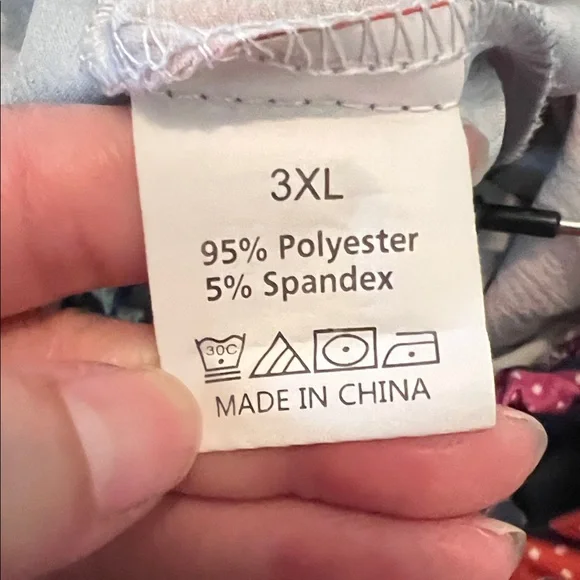 3XL
95% Polyester
5% Spandex
30C
MADE IN CHINA